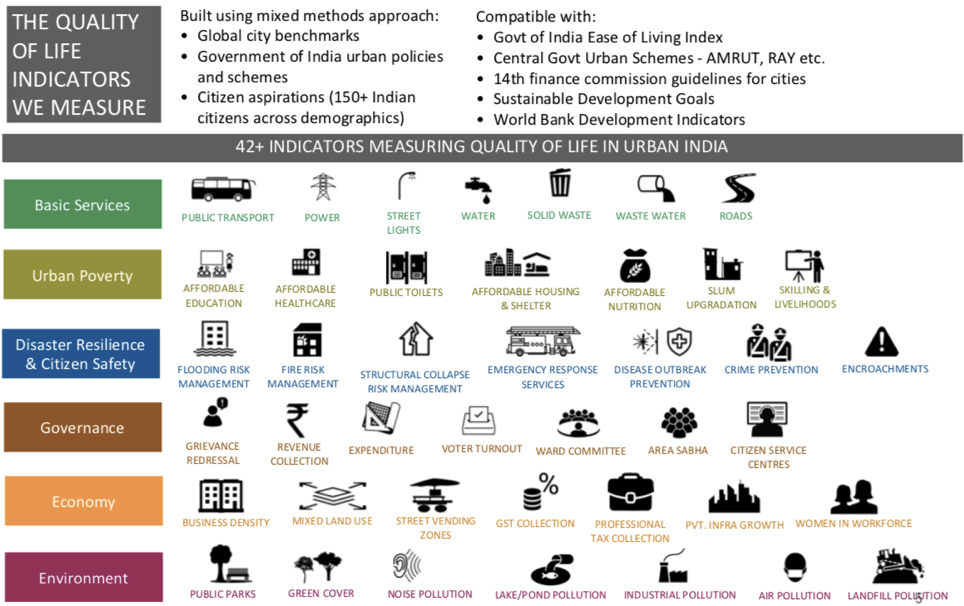 THE QUALITY
OF LIFE
INDICATORS
WE MEASURE
Built using mixed methods approach:
• Global city benchmarks
• Government of India urban policies
and schemes
• Citizen aspirations (150+ Indian
citizens across demographics)
Compatible with:
• Govt of India Ease of Living Index
• Central Govt Urban Schemes - AMRUT, RAY etc.
• 14th finance commission guidelines for cities
• Sustainable Development Goals
• World Bank Development Indicators
42+ INDICATORS MEASURING QUALITY OF LIFE IN URBAN INDIA
Basic Services
PUBLIC TRANSPORT
POWER
STREET
LIGHTS
WATER
SOLID WASTE
WASTE WATER
ROADS
Urban Poverty
AFFORDABLE
EDUCATION
AFFORDABLE
HEALTHCARE
PUBLIC TOILETS
AFFORDABLE HOUSING
& SHELTER
AFFORDABLE
NUTRITION
SLUM
UPGRADATION
SKILLING &
LIVELIHOODS
Disaster Resilience
& Citizen Safety
FLOODING RISK
MANAGEMENT
FIRE RISK
MANAGEMENT
STRUCTURAL COLLAPSE
RISK MANAGEMENT
EMERGENCY RESPONSE
SERVICES
DISEASE OUTBREAK
PREVENTION
CRIME PREVENTION
ENCROACHMENTS
Governance
GRIEVANCE
REDRESSAL
₹
REVENUE
COLLECTION
EXPENDITURE
VOTER TURNOUT
WARD COMMITTEE
AREA SABHA
CITIZEN SERVICE
CENTRES
Economy
BUSINESS DENSITY
MIXED LAND USE
STREET VENDING
ZONES
%
GST COLLECTION
PROFESSIONAL
TAX COLLECTION
PVT. INFRA GROWTH
WOMEN IN WORKFORCE
Environment
PUBLIC PARKS
GREEN COVER
NOISE POLLUTION
LAKE/POND POLLUTION
INDUSTRIAL POLLUTION
AIR POLLUTION
LANDFILL POLLUTION
5